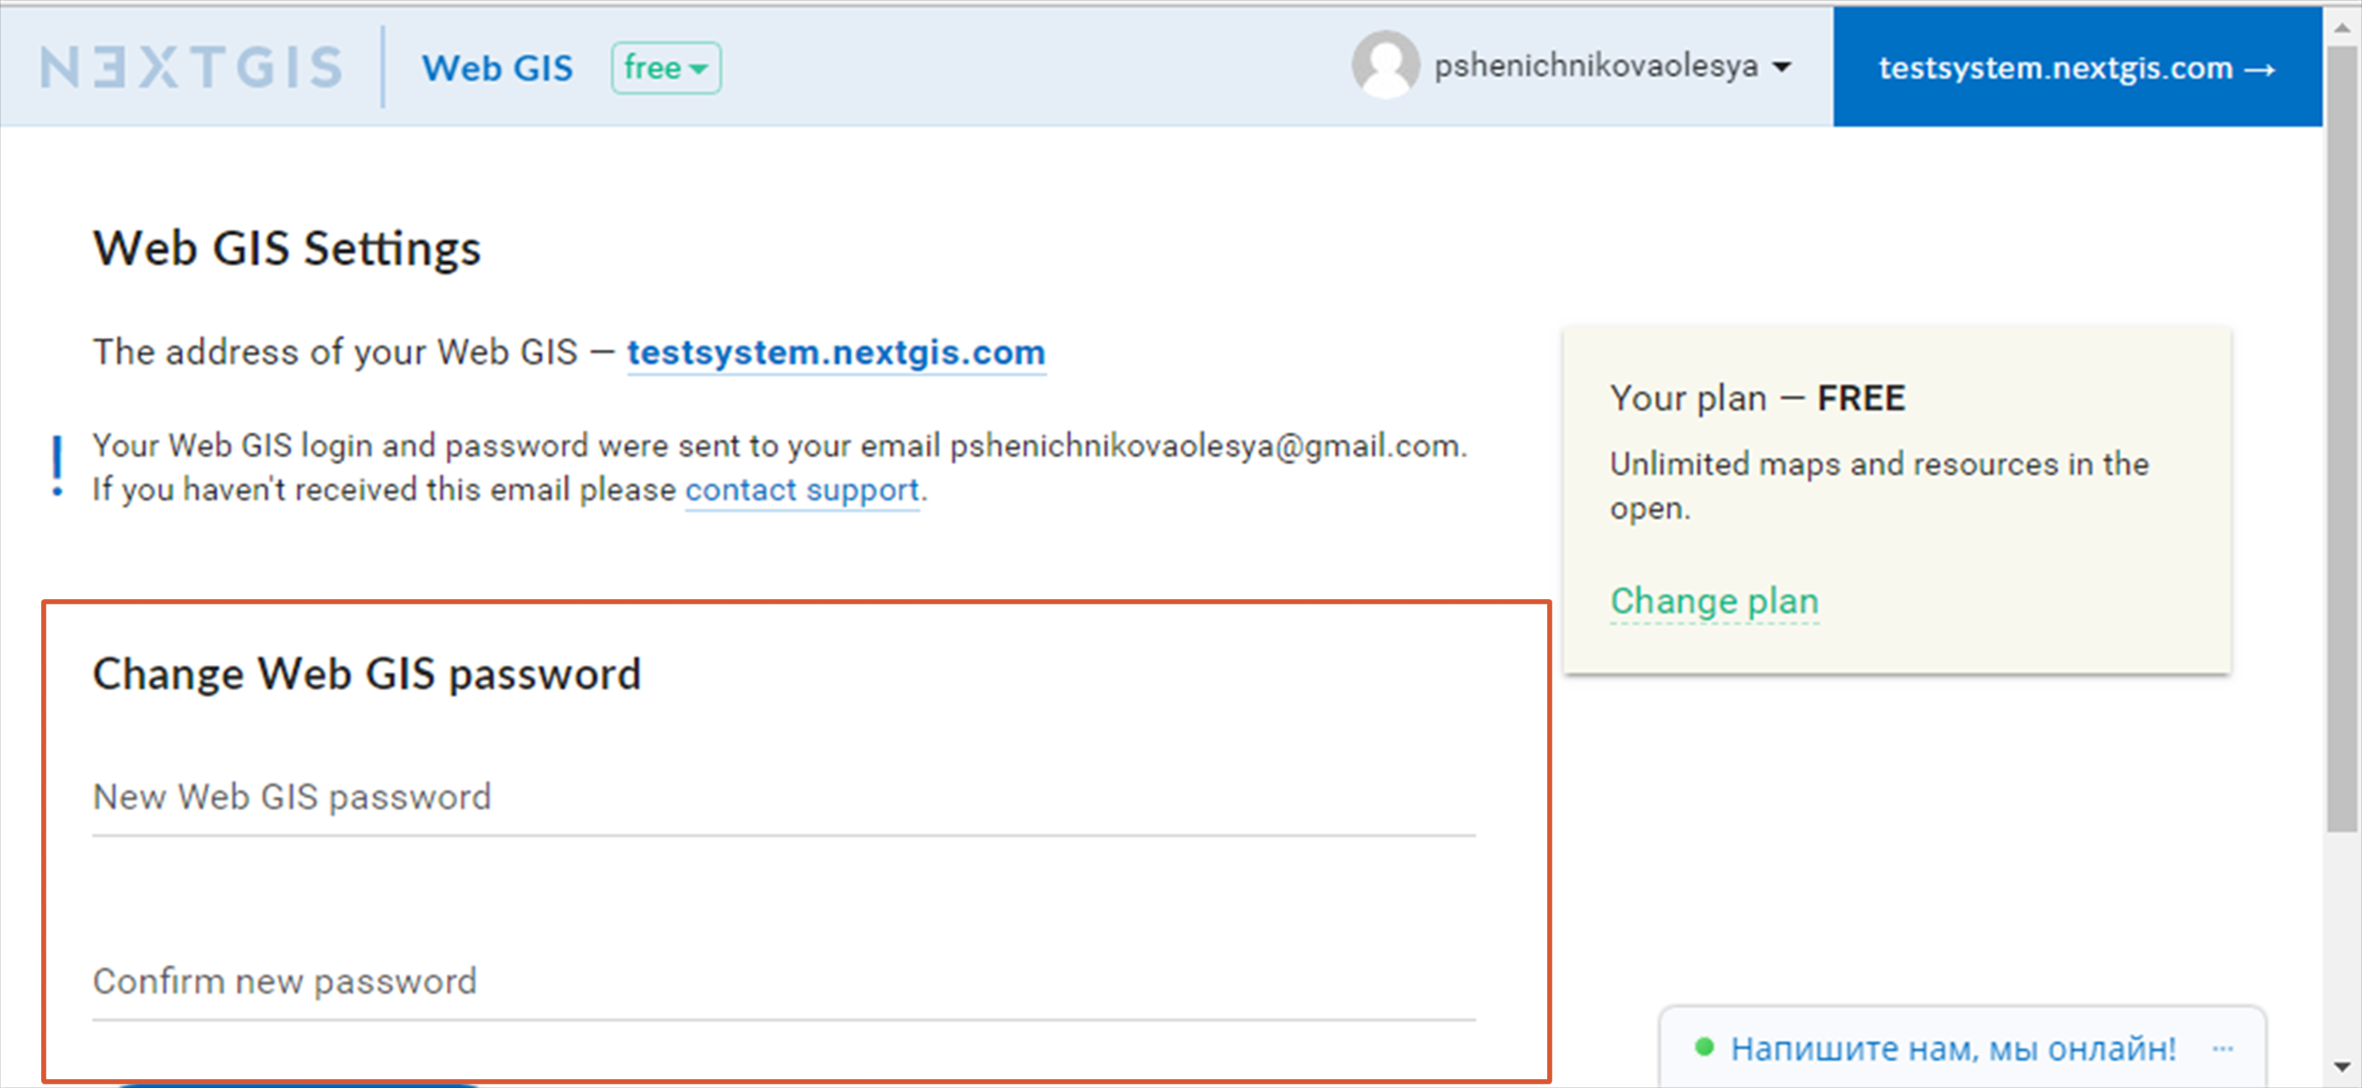 NEXTGIS
Web GIS
free
pshenichnikovaolesya
testsystem.nextgis.com →
Web GIS Settings
The address of your Web GIS — testsystem.nextgis.com
! Your Web GIS login and password were sent to your email pshenichnikovaolesya@gmail.com.
If you haven't received this email please contact support.
Your plan — FREE
Unlimited maps and resources in the
open.
Change plan
Change Web GIS password
New Web GIS password
Confirm new password
Напишите нам, мы онлайн! ...